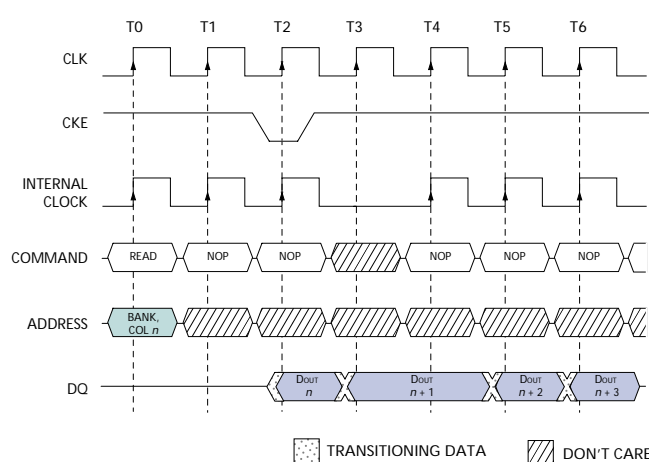 T0 T1 T2 T3 T4 T5 T6
CLK
CKE
INTERNAL
CLOCK
COMMAND READ NOP NOP NOP NOP NOP
ADDRESS BANK,
COL n
DQ DOUT DOUT DOUT DOUT
n n + 1 n + 2 n + 3
TRANSITIONING DATA DON'T CARE